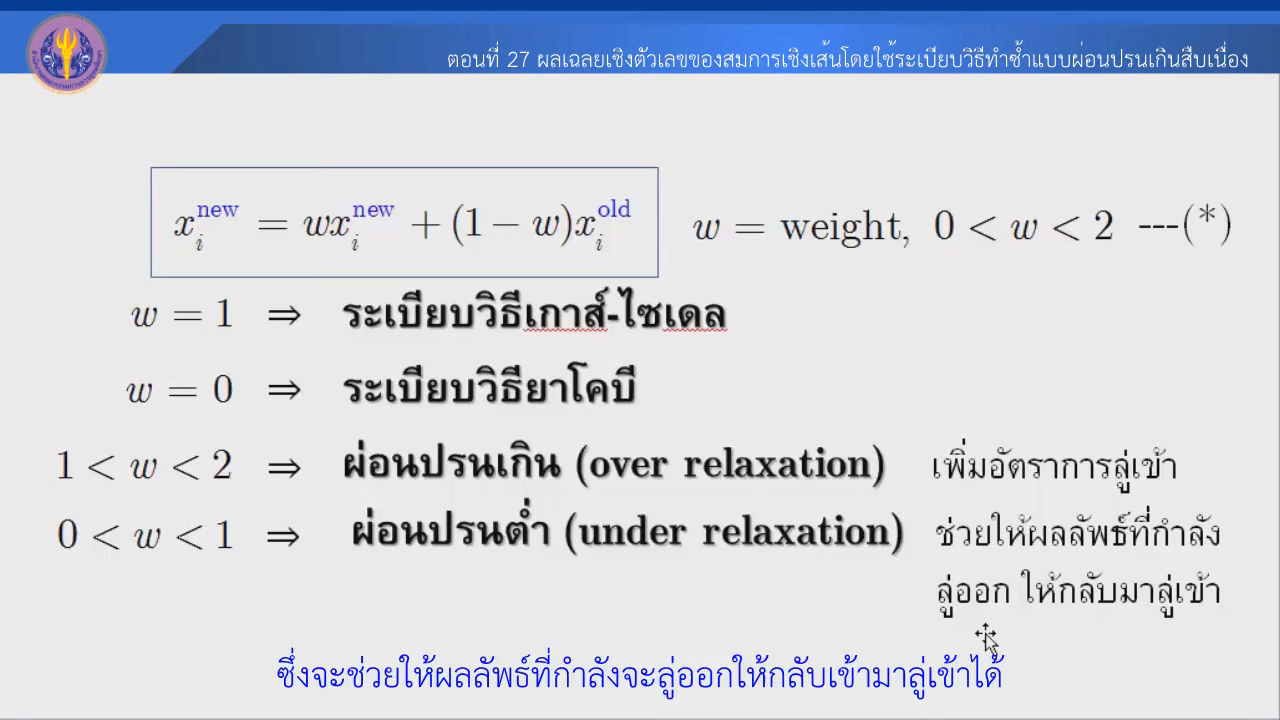 ตอนที่ 27 ผลเฉลยเชิงตัวเลขของสมการเชิงเส้นโดยใช้ระเบียบวิธีทำซ้ำแบบผ่อนปรนเกินสืบเนื่อง
x_i^new = wx_i^new + (1 − w)x_i^old w = weight, 0 < w < 2 ---(*)
w = 1 ⇒ ระเบียบวิธีเกาส์-ไซเดล
w = 0 ⇒ ระเบียบวิธียาโคบี
1 < w < 2 ⇒ ผ่อนปรนเกิน (over relaxation) เพิ่มอัตราการลู่เข้า
0 < w < 1 ⇒ ผ่อนปรนต่ำ (under relaxation) ช่วยให้ผลลัพธ์ที่กำลัง
ลู่ออก ให้กลับมาลู่เข้า
ซึ่งจะช่วยให้ผลลัพธ์ที่กำลังจะลู่ออกให้กลับเข้ามาลู่เข้าได้